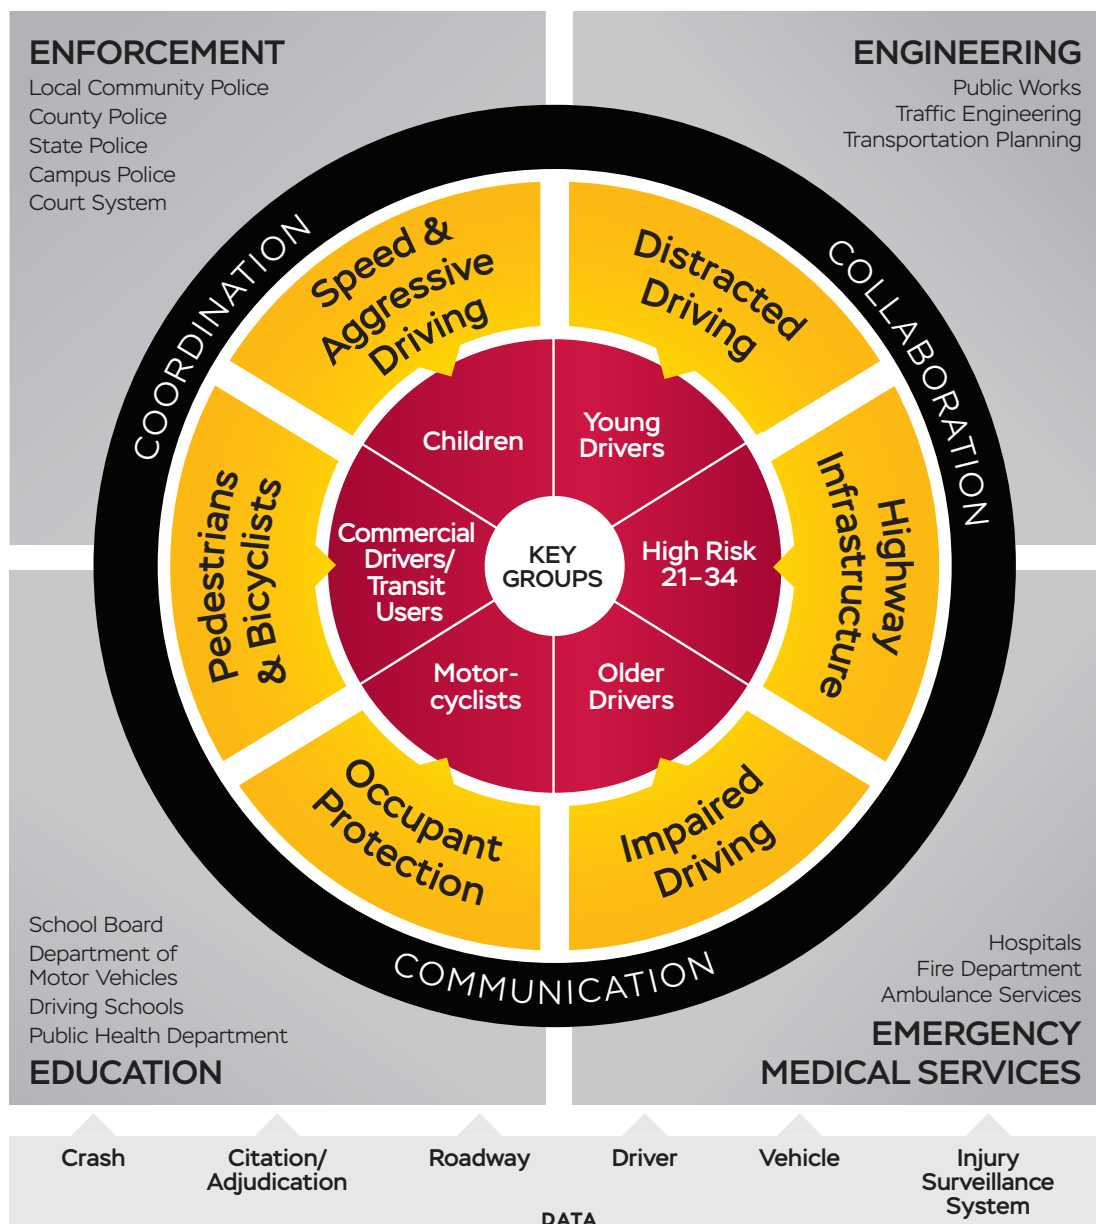 ENFORCEMENT
Local Community Police
County Police
State Police
Campus Police
Court System
ENGINEERING
Public Works
Traffic Engineering
Transportation Planning
COORDINATION
COLLABORATION
COMMUNICATION
Speed &
Aggressive
Driving
Distracted
Driving
Highway
Infrastructure
Impaired
Driving
Occupant
Protection
Pedestrians
& Bicyclists
Children
Young
Drivers
High Risk
21–34
Older
Drivers
Motor-
cyclists
Commercial
Drivers/
Transit
Users
KEY
GROUPS
School Board
Department of
Motor Vehicles
Driving Schools
Public Health Department
EDUCATION
Hospitals
Fire Department
Ambulance Services
EMERGENCY
MEDICAL SERVICES
Crash
Citation/
Adjudication
Roadway
Driver
Vehicle
Injury
Surveillance
System
DATA